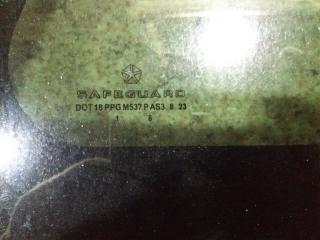 SAFEGUARD
DOT 18 PPG M537 P AS3 8 23
1 6